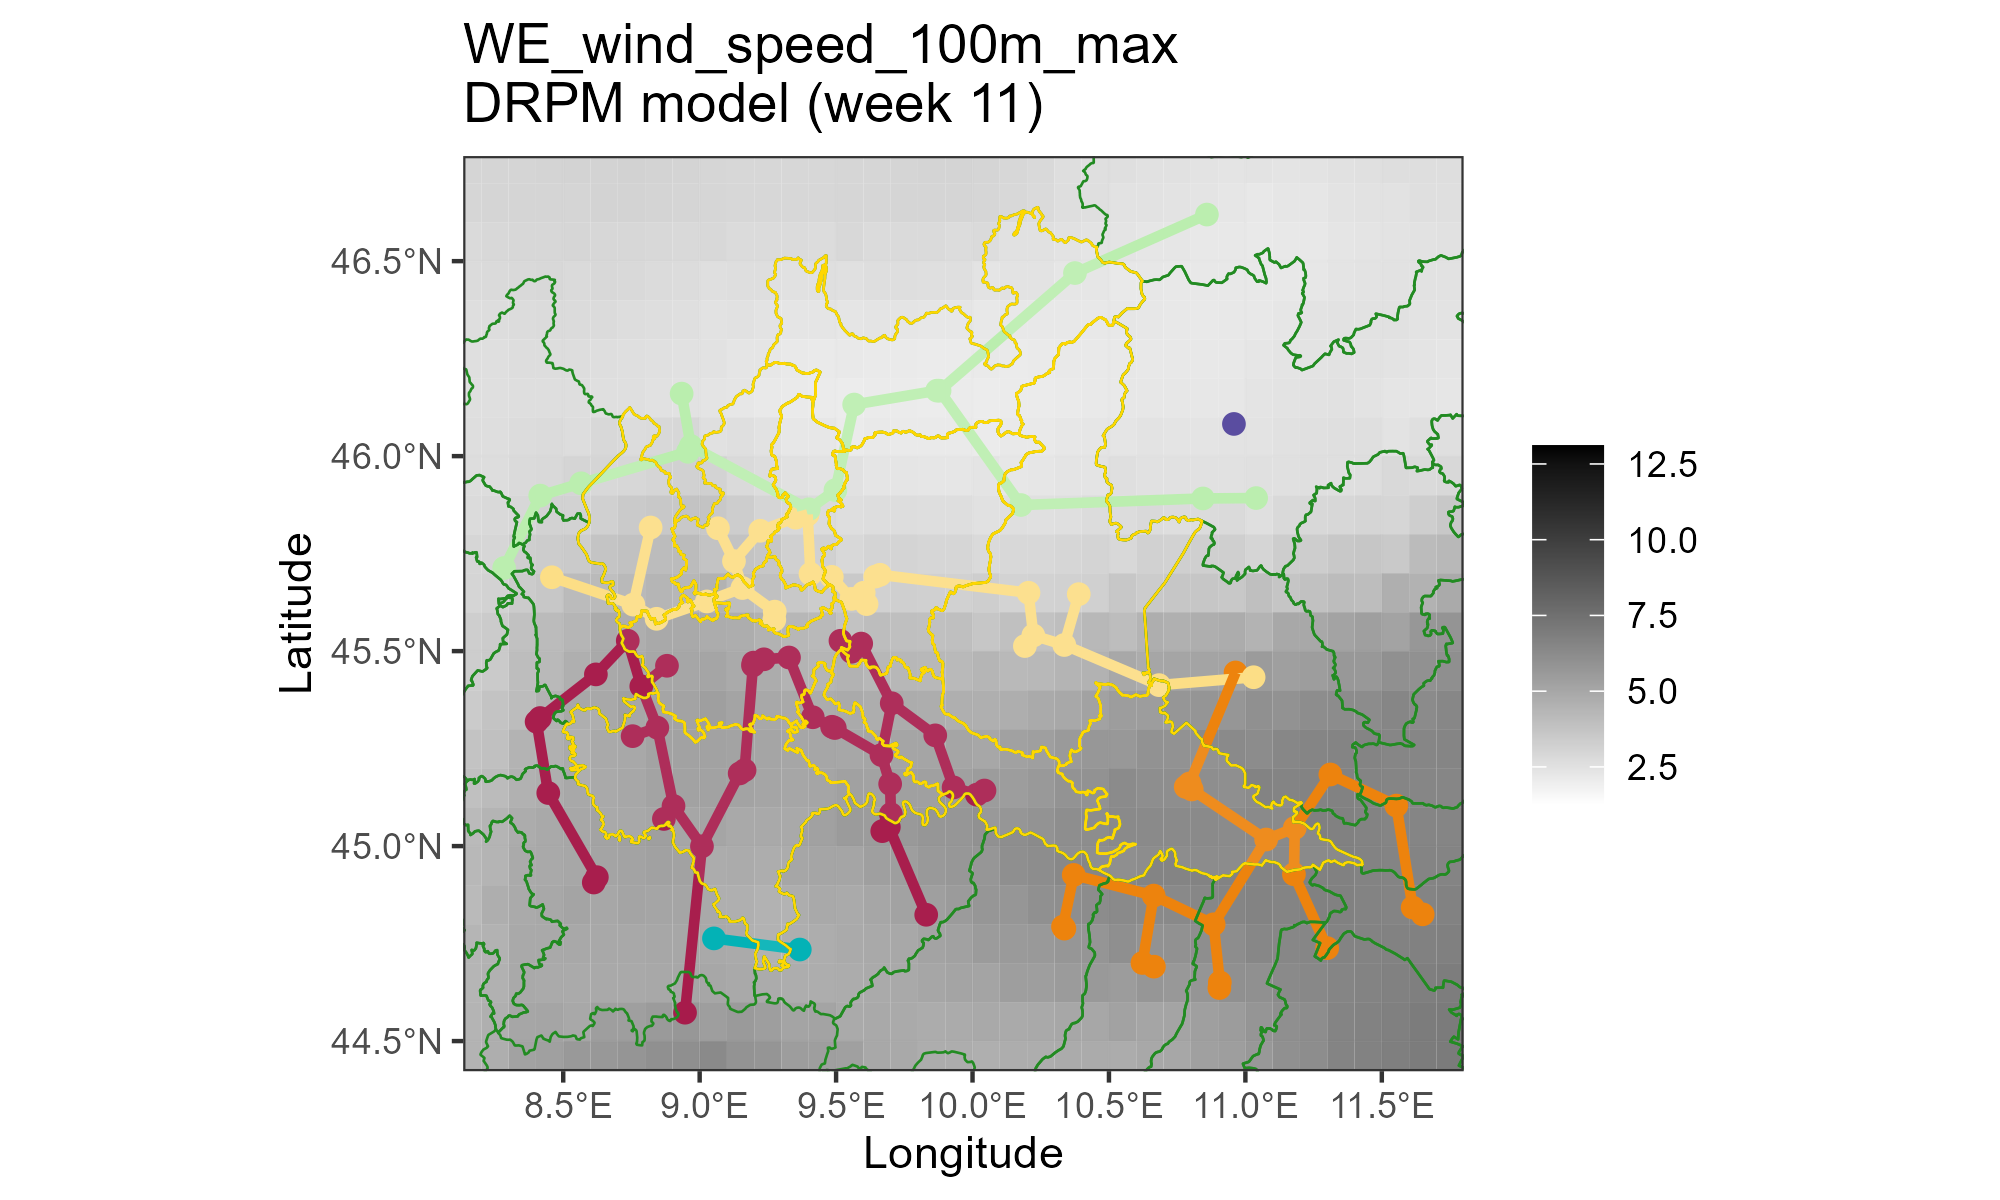 WE_wind_speed_100m_max
DRPM model (week 11)
Latitude
46.5°N
46.0°N
45.5°N
45.0°N
44.5°N
8.5°E
9.0°E
9.5°E
10.0°E
10.5°E
11.0°E
11.5°E
Longitude
12.5
10.0
7.5
5.0
2.5